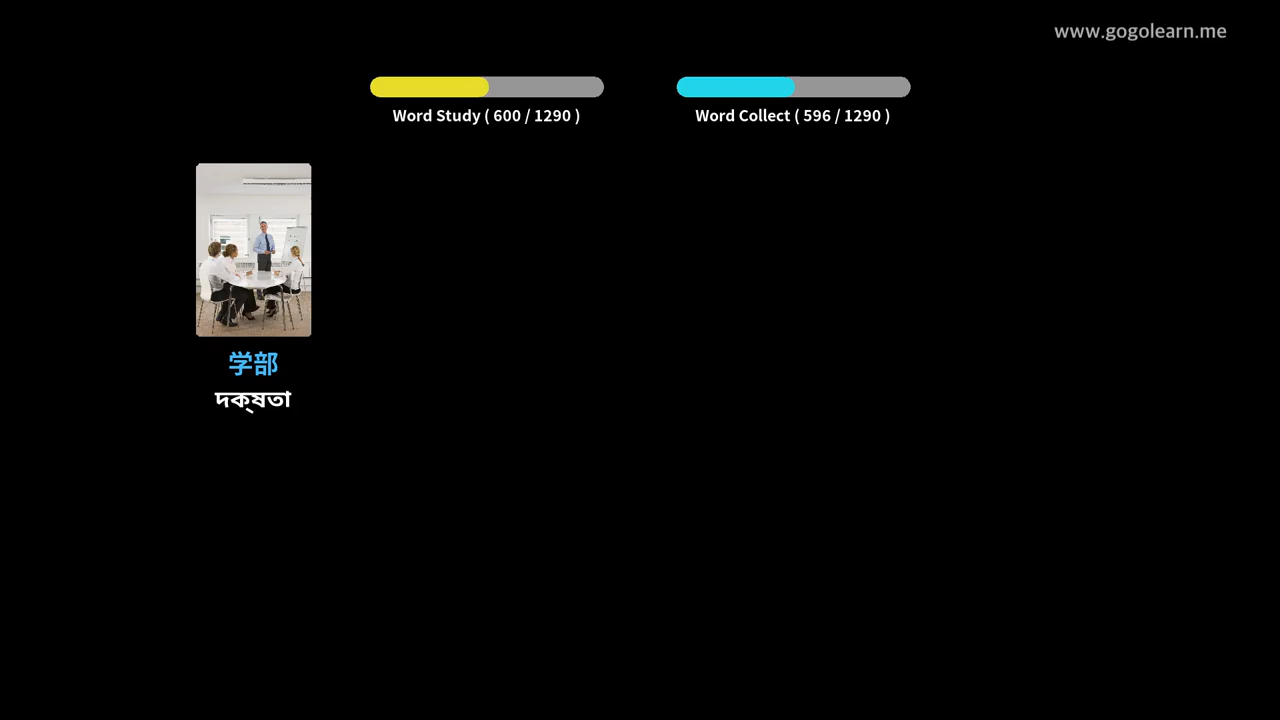 www.gogolearn.me
Word Study ( 600 / 1290 )
Word Collect ( 596 / 1290 )
学部
দক্ষতা